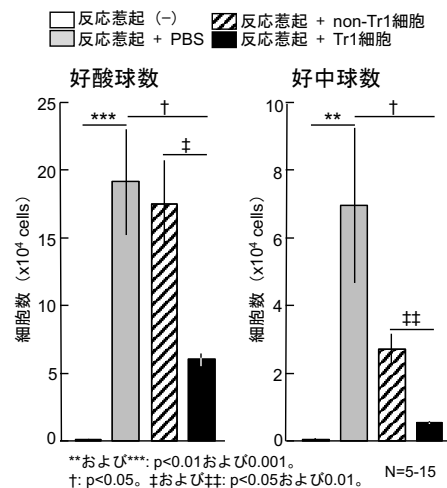 反応惹起（-） 反応惹起 + non-Tr1細胞
反応惹起 + PBS 反応惹起 + Tr1細胞
好酸球数
細胞数（x10⁴ cells）
25
20
15
10
5
0
***
†
‡
好中球数
細胞数（x10⁴ cells）
10
8
6
4
2
0
**
†
‡‡
**および***: p<0.01および0.001。
†: p<0.05。‡および‡‡: p<0.05および0.01。
N=5-15